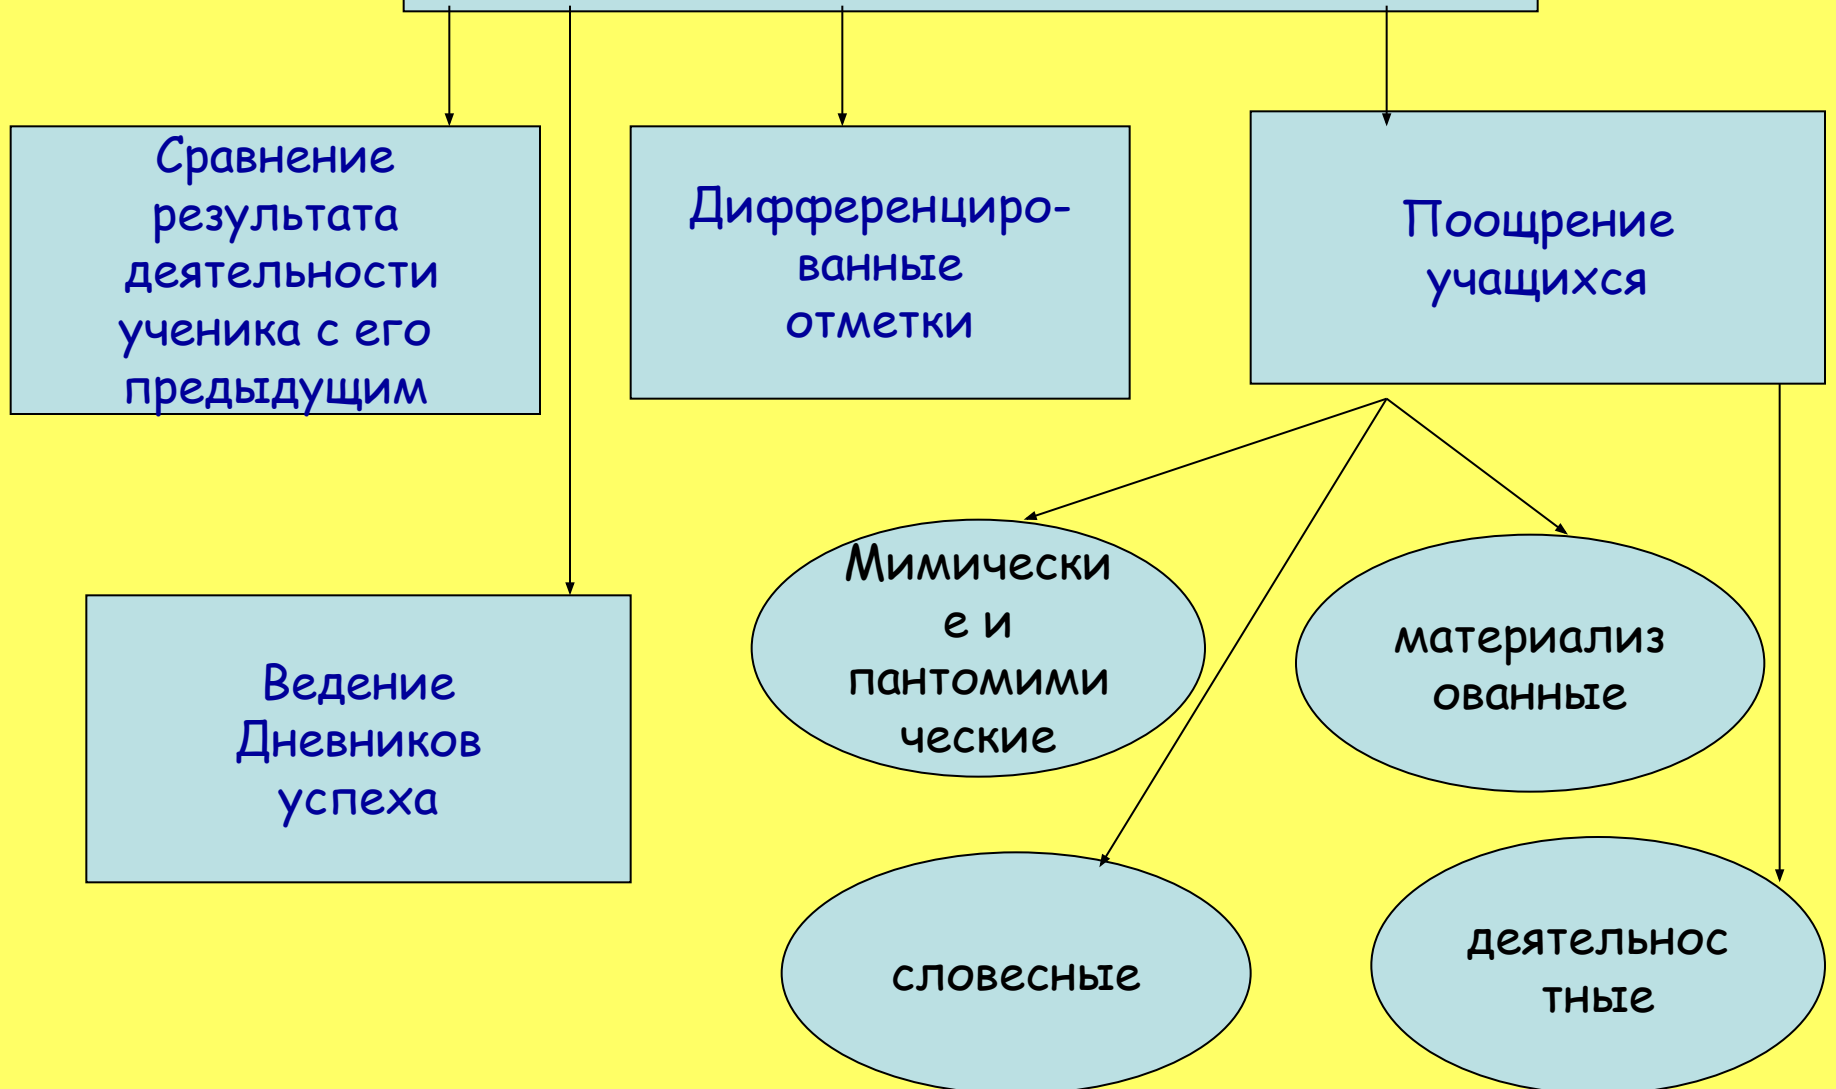 Сравнение
результата
деятельности
ученика с его
предыдущим
Дифференциро-
ванные
отметки
Поощрение
учащихся
Ведение
Дневников
успеха
Мимически
е и
пантомими
ческие
материализ
ованные
словесные
деятельнос
тные